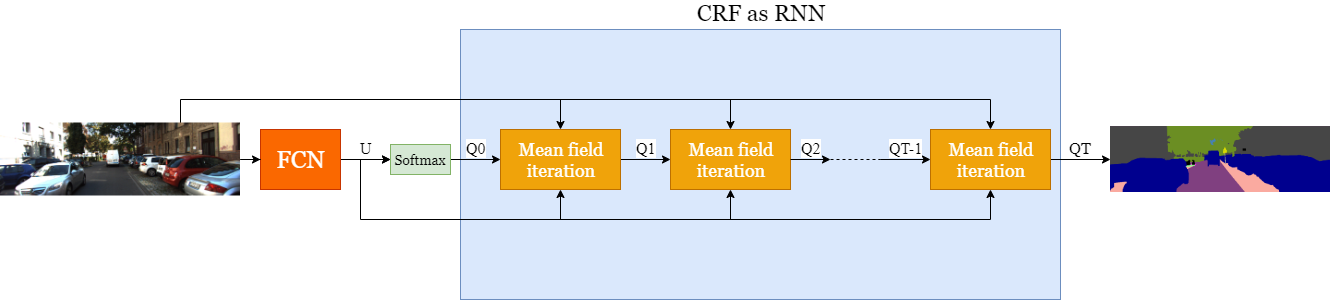 CRF as RNN
FCN
U
Softmax
Q0
Mean field
iteration
Q1
Mean field
iteration
Q2
QT-1
Mean field
iteration
QT